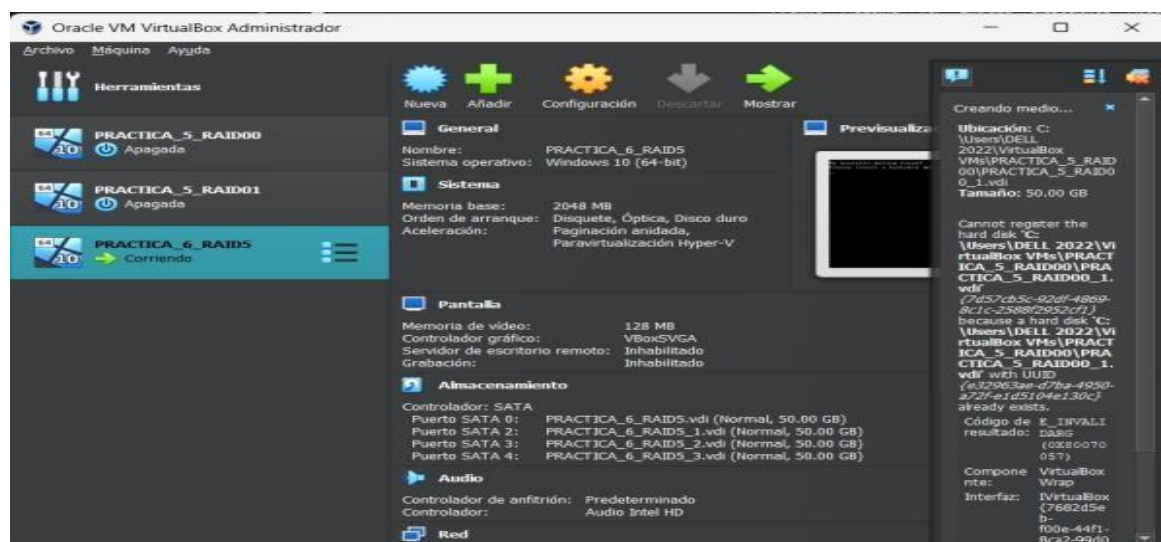 Oracle VM VirtualBox Administrador
Archivo Máquina Ayuda
Herramientas
PRACTICA_5_RAID00
Apagada
PRACTICA_5_RAID01
Apagada
PRACTICA_6_RAID5
Corriendo
Nueva Añadir Configuración Descartar Mostrar
General
Nombre: PRACTICA_6_RAID5
Sistema operativo: Windows 10 (64-bit)
Sistema
Memoria base: 2048 MB
Orden de arranque: Disquete, Óptica, Disco duro
Aceleración: Paginación anidada,
Paravirtualización Hyper-V
Previsualiza
Pantalla
Memoria de vídeo: 128 MB
Controlador gráfico: VBoxSVGA
Servidor de escritorio remoto: Inhabilitado
Grabación: Inhabilitado
Almacenamiento
Controlador: SATA
Puerto SATA 0: PRACTICA_6_RAID5.vdi (Normal, 50.00 GB)
Puerto SATA 2: PRACTICA_6_RAID5_1.vdi (Normal, 50.00 GB)
Puerto SATA 3: PRACTICA_6_RAID5_2.vdi (Normal, 50.00 GB)
Puerto SATA 4: PRACTICA_6_RAID5_3.vdi (Normal, 50.00 GB)
Audio
Controlador de anfitrión: Predeterminado
Controlador: Audio Intel HD
Red
Creando medio...
Ubicación: C:
\Users\DELL
2022\VirtualBox
VMs\PRACTICA_5_RAID
00\PRACTICA_5_RAID0
0_1.vdi
Tamaño: 50.00 GB
Cannot register the
hard disk 'C:
\Users\DELL 2022\Vi
rtualBox VMs\PRACT
ICA_5_RAID00\PRA
CTICA_5_RAID00_1.
vdi'
{7d57cb5c-92df-4869-
8c1c-2588f2952cf1}
because a hard disk 'C:
\Users\DELL 2022\Vi
rtualBox VMs\PRACT
ICA_5_RAID00\PRA
CTICA_5_RAID00_1.
vdi' with UUID
{e32963ae-d7ba-4950-
a72f-e1d5104e130c}
already exists.
Código de resultado: E_INVALI
DARG
(0X80070
057)
Compone
nte: VirtualBox
Wrap
Interfaz: IVirtualBox
{7682d5e
b-
f00e-44f1-
8ca2-99d0